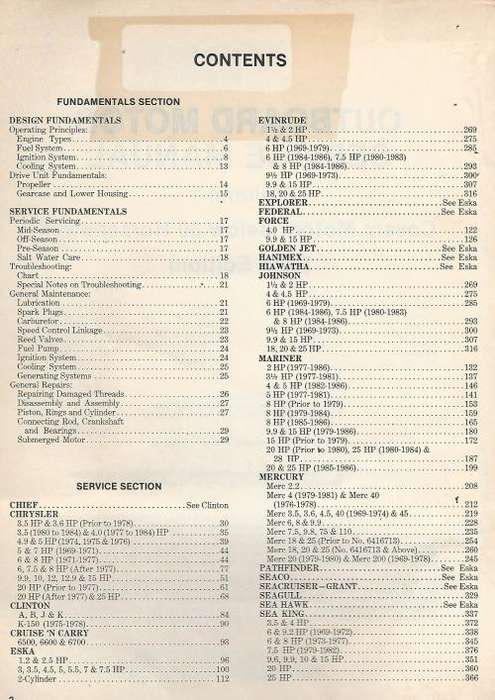 CONTENTS
FUNDAMENTALS SECTION
DESIGN FUNDAMENTALS
Operating Principles:
Engine Types 4
Fuel System 6
Ignition System 8
Cooling System 13
Drive Unit Fundamentals:
Propeller 14
Gearcase and Lower Housing 15
SERVICE FUNDAMENTALS
Periodic Servicing 17
Mid-Season 17
Off-Season 17
Pre-Season 17
Salt Water Care 18
Troubleshooting:
Chart 18
Special Notes on Troubleshooting 21
General Maintenance:
Lubrication 21
Spark Plugs 21
Carburetor 22
Speed Control Linkage 23
Reed Valves 23
Fuel Pump 24
Ignition System 24
Cooling System 25
Generating Systems 25
General Repairs:
Repairing Damaged Threads 26
Disassembly and Assembly 27
Piston, Rings and Cylinder 27
Connecting Rod, Crankshaft
and Bearings 29
Submerged Motor 29
SERVICE SECTION
CHIEF See Clinton
CHRYSLER
3.5 HP & 3.6 HP (Prior to 1978) 30
3.5 (1980 to 1984) & 4.0 (1977 to 1984) HP 35
4.9 & 5 HP (1974, 1975 & 1976) 39
5 & 7 HP (1969-1971) 44
6 & 8 HP (1971-1977) 44
6, 7.5 & 8 HP (After 1977) 77
9.9, 10, 12, 12.9 & 15 HP 51
20 HP (Prior to 1977) 61
20 HP (After 1977) & 25 HP 68
CLINTON
A, B, J & K 84
K-150 (1975-1978) 90
CRUISE 'N CARRY
6500, 6600 & 6700 93
ESKA
1.2 & 2.5 HP 96
3, 3.5, 4.5, 5, 5.5, 7 & 7.5 HP 100
2-Cylinder 112
EVINRUDE
1½ & 2 HP 269
4 & 4.5 HP 275
6 HP (1969-1979) 285
6 HP (1984-1986), 7.5 HP (1980-1983)
& 8 HP (1984-1986) 293
9½ HP (1969-1973) 300
9.9 & 15 HP 307
18, 20 & 25 HP 316
EXPLORER See Eska
FEDERAL See Eska
FORCE
4.0 HP 122
9.9 & 15 HP 126
GOLDEN JET See Eska
HANIMEX See Eska
HIAWATHA See Eska
JOHNSON
1½ & 2 HP 269
4 & 4.5 HP 275
6 HP (1969-1979) 285
6 HP (1984-1986), 7.5 HP (1980-1983)
& 8 HP (1984-1986) 293
9½ HP (1969-1973) 300
9.9 & 15 HP 307
18, 20 & 25 HP 316
MARINER
2 HP (1977-1986) 132
3½ HP (1977-1981) 137
4 & 5 HP (1982-1986) 146
5 HP (1977-1981) 141
8 HP (Prior to 1979) 153
8 HP (1979-1984) 159
8 HP (1985-1986) 165
9.9 & 15 HP (1979-1986) 180
15 HP (Prior to 1979) 172
20 HP (Prior to 1980), 25 HP (1980-1984) &
28 HP 187
20 & 25 HP (1985-1986) 199
MERCURY
Merc 2.2 208
Merc 4 (1979-1981) & Merc 40
(1976-1978) 212
Merc 3.5, 3.6, 4.5, 40 (1969-1974) & 45 219
Merc 6, 8 & 9.9 228
Merc 7.5, 9.8, 75 & 110 235
Merc 18 & 25 (Prior to No. 6416713) 254
Merc 18, 20 & 25 (No. 6416713 & Above) 260
Merc 20 (1979-1980) & Merc 200 (1969-1978) 245
PATHFINDER See Eska
SEACO See Eska
SEACRUISER—GRANT See Eska
SEAGULL 329
SEA HAWK See Eska
SEA KING 337
3.5 & 4 HP 372
6 & 9.2 HP (1969-1972) 338
6 & 8 HP (1973-1977) 345
7.5 HP (1979-1982) 376
9.6, 9.9, 10 & 15 HP 351
20 HP 360
25 HP 366
2